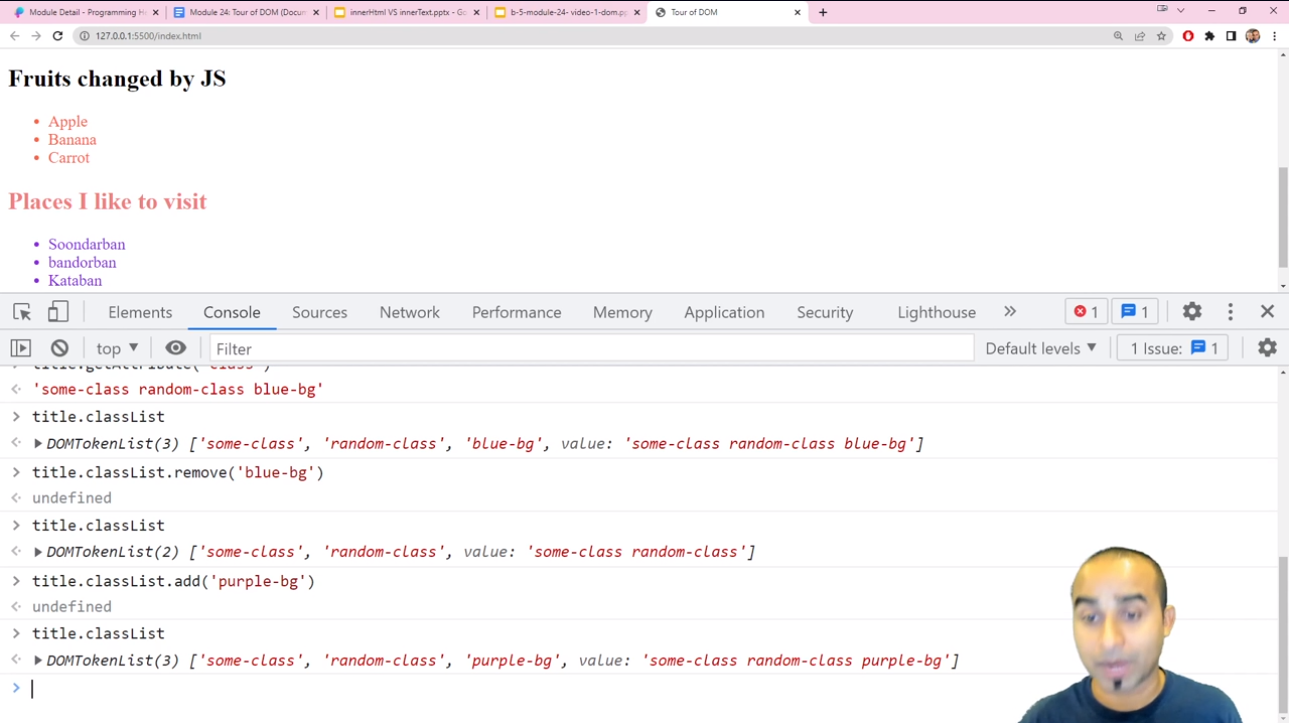 Module Detail - Programming He
Module 24: Tour of DOM (Docum
innerHtml VS innerText.pptx - Go
b-5-module-24- video-1-dom.pp
Tour of DOM
127.0.0.1:5500/index.html
Fruits changed by JS
Apple
Banana
Carrot
Places I like to visit
Soondarban
bandorban
Kataban
Elements Console Sources Network Performance Memory Application Security Lighthouse 1 1
top Filter Default levels 1 Issue: 1
title.getAttribute('class')
'some-class random-class blue-bg'
title.classList
DOMTokenList(3) ['some-class', 'random-class', 'blue-bg', value: 'some-class random-class blue-bg']
title.classList.remove('blue-bg')
undefined
title.classList
DOMTokenList(2) ['some-class', 'random-class', value: 'some-class random-class']
title.classList.add('purple-bg')
undefined
title.classList
DOMTokenList(3) ['some-class', 'random-class', 'purple-bg', value: 'some-class random-class purple-bg']